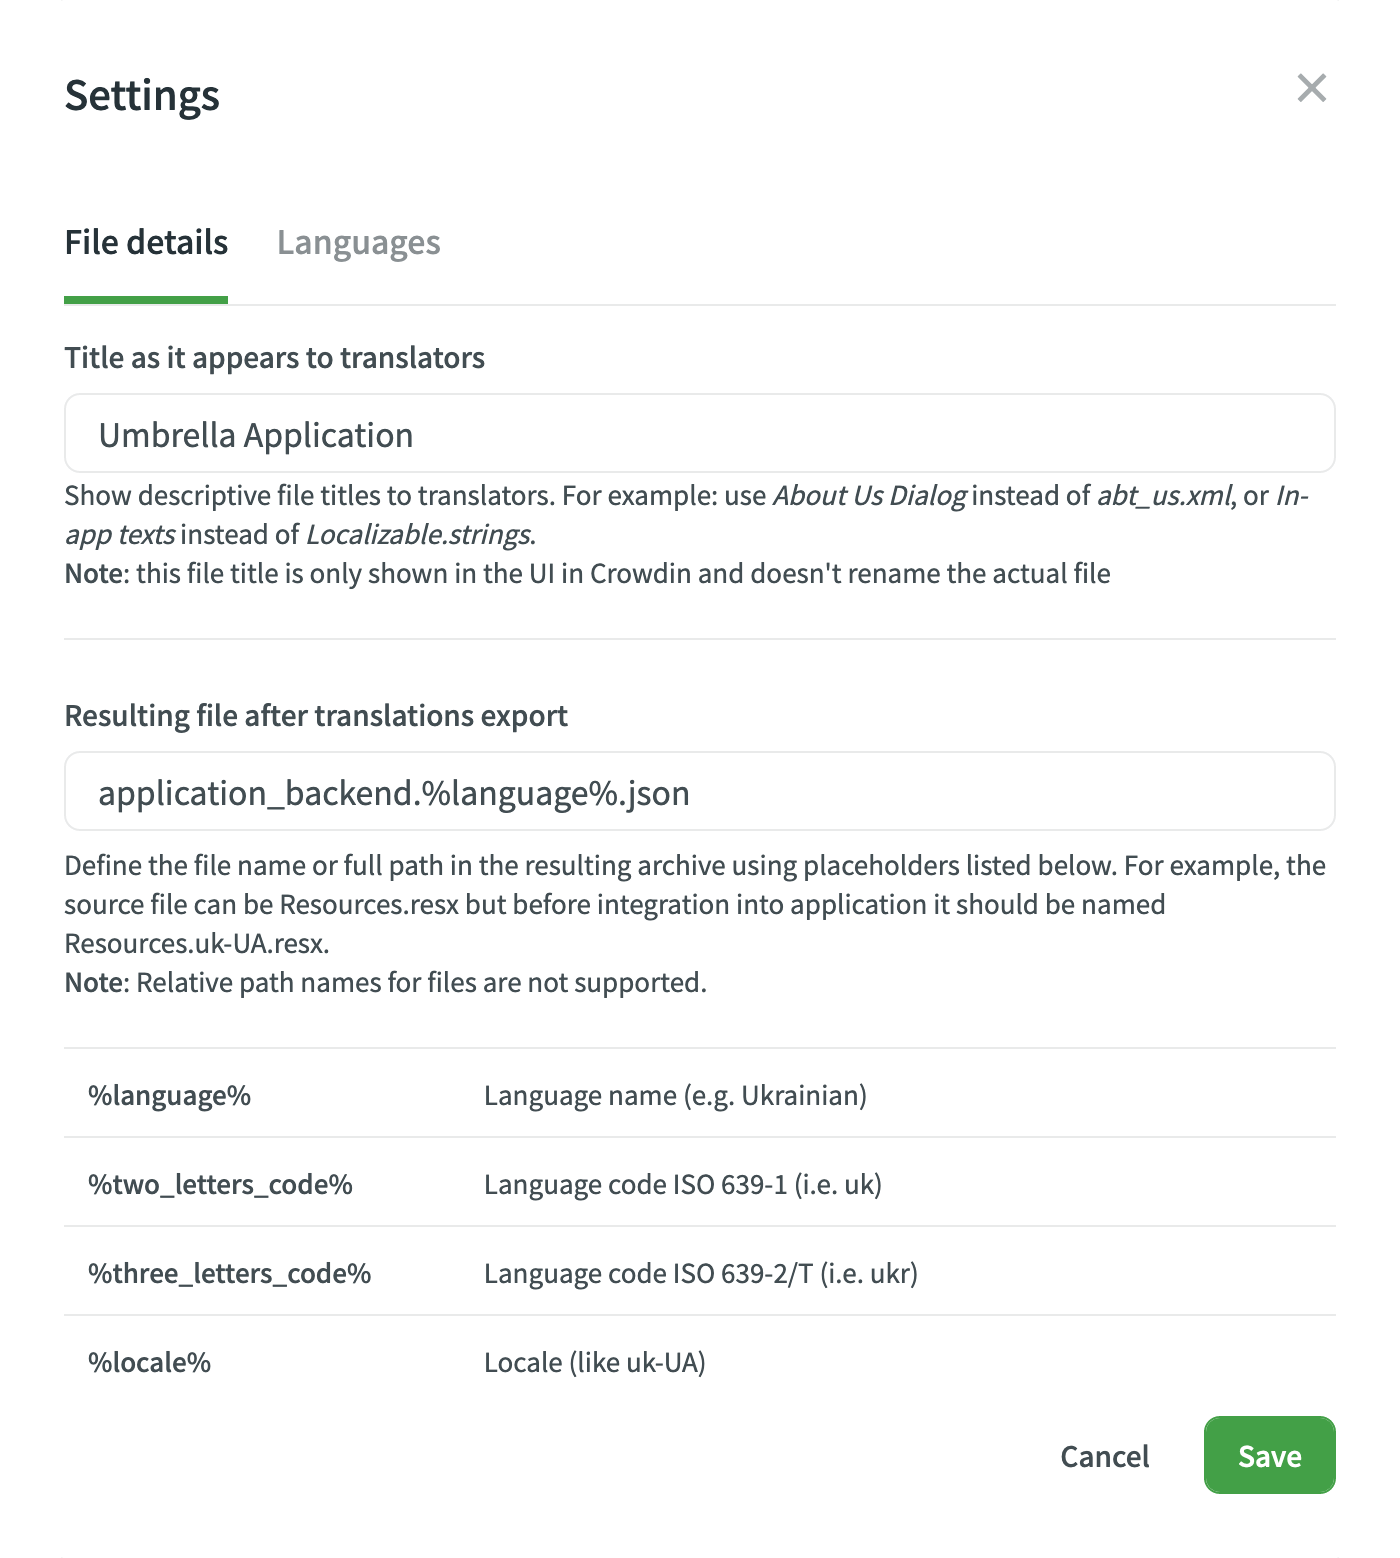 Settings
File details
Languages
Title as it appears to translators
Umbrella Application
Show descriptive file titles to translators. For example: use About Us Dialog instead of abt_us.xml, or In-
app texts instead of Localizable.strings.
Note: this file title is only shown in the UI in Crowdin and doesn't rename the actual file
Resulting file after translations export
application_backend.%language%.json
Define the file name or full path in the resulting archive using placeholders listed below. For example, the
source file can be Resources.resx but before integration into application it should be named
Resources.uk-UA.resx.
Note: Relative path names for files are not supported.
%language% Language name (e.g. Ukrainian)
%two_letters_code% Language code ISO 639-1 (i.e. uk)
%three_letters_code% Language code ISO 639-2/T (i.e. ukr)
%locale% Locale (like uk-UA)
Cancel
Save